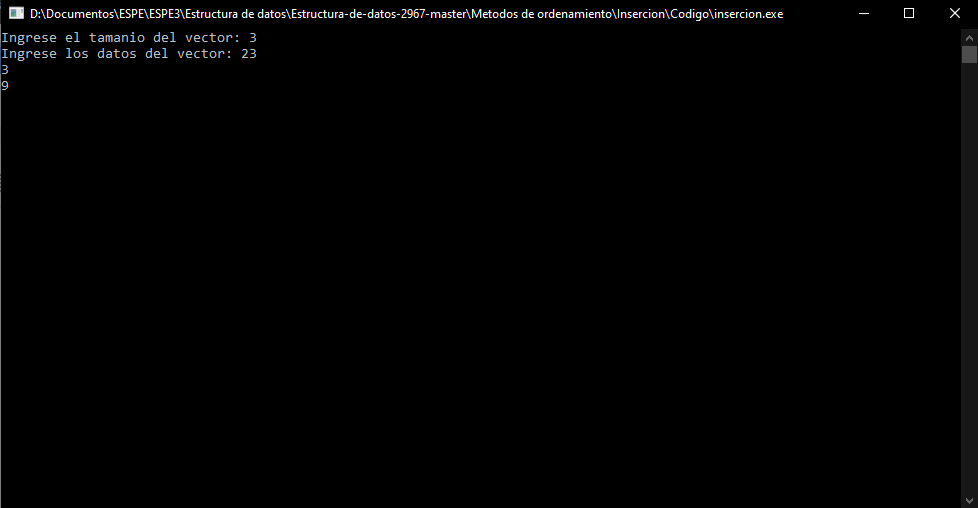 D:\Documentos\ESPE\ESPE3\Estructura de datos\Estructura-de-datos-2967-master\Metodos de ordenamiento\Insercion\Codigo\insercion.exe
Ingrese el tamanio del vector: 3
Ingrese los datos del vector: 23
3
9